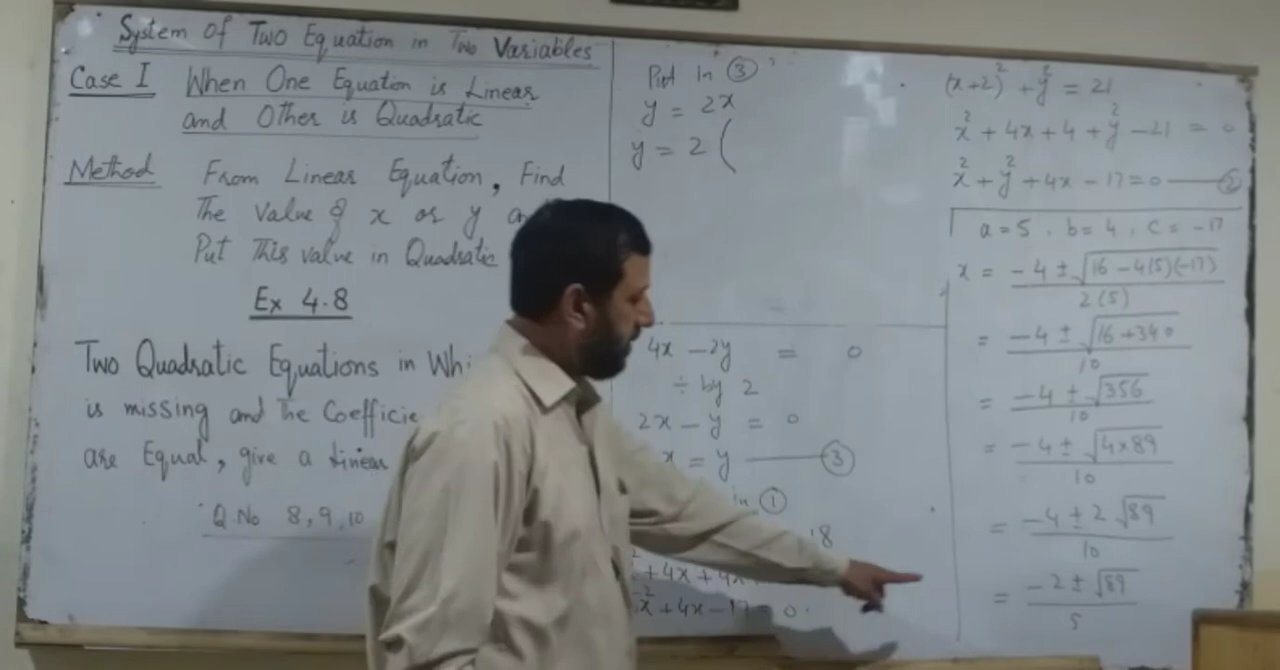 System Of Two Equation in Two Variables
Case I When One Equation is Linear
and Other is Quadratic
Method From Linear Equation, Find
The Value of x or y
Put This value in Quadratic
Ex 4.8
Two Quadratic Equations in
is missing and the
are Equal, give a Linear
Q.No 8,9,10
Put in ③
y = 2x
y = 2 (
4x - 2y = 0
÷ by 2
2x - y = 0
x = y — ③
in ①
18
+ 4x + 4
x² + 4x - 17 = 0
(x+2)² + y² = 21
x² + 4x + 4 + y² - 21 = 0
x² + y² + 4x - 17 = 0 — ②
a = 5 , b = 4 , c = -17
x = -4 ± √16 - 4(5)(-17) / 2(5)
= -4 ± √16 + 340 / 10
= -4 ± √356 / 10
= -4 ± √4×89 / 10
= -4 ± 2√89 / 10
= -2 ± √89 / 5